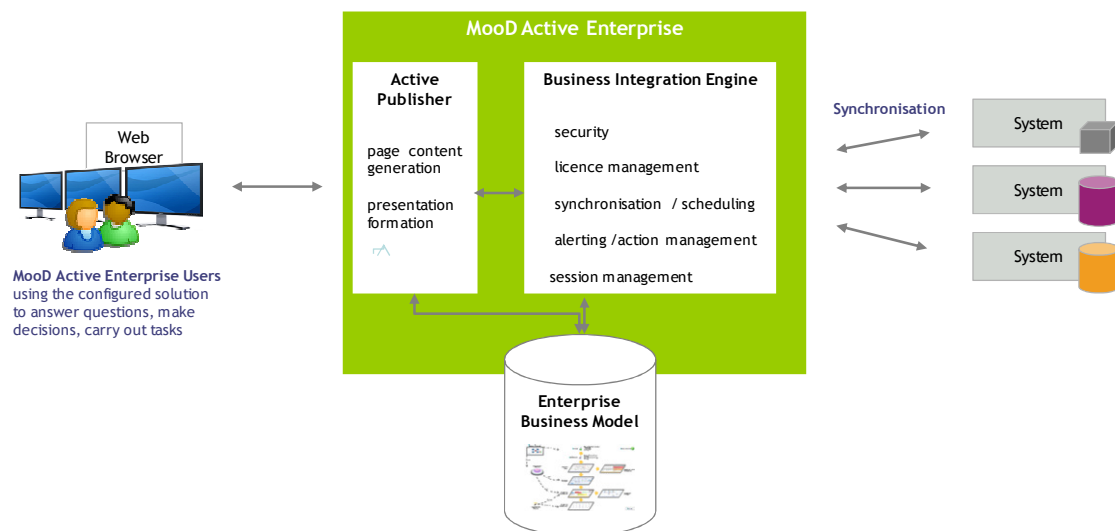 MooD Active Enterprise
Active
Publisher
page content
generation
presentation
formation
Business Integration Engine
security
licence management
synchronisation / scheduling
alerting /action management
session management
Web
Browser
MooD Active Enterprise Users
using the configured solution
to answer questions, make
decisions, carry out tasks
Synchronisation
System
System
System
Enterprise
Business Model